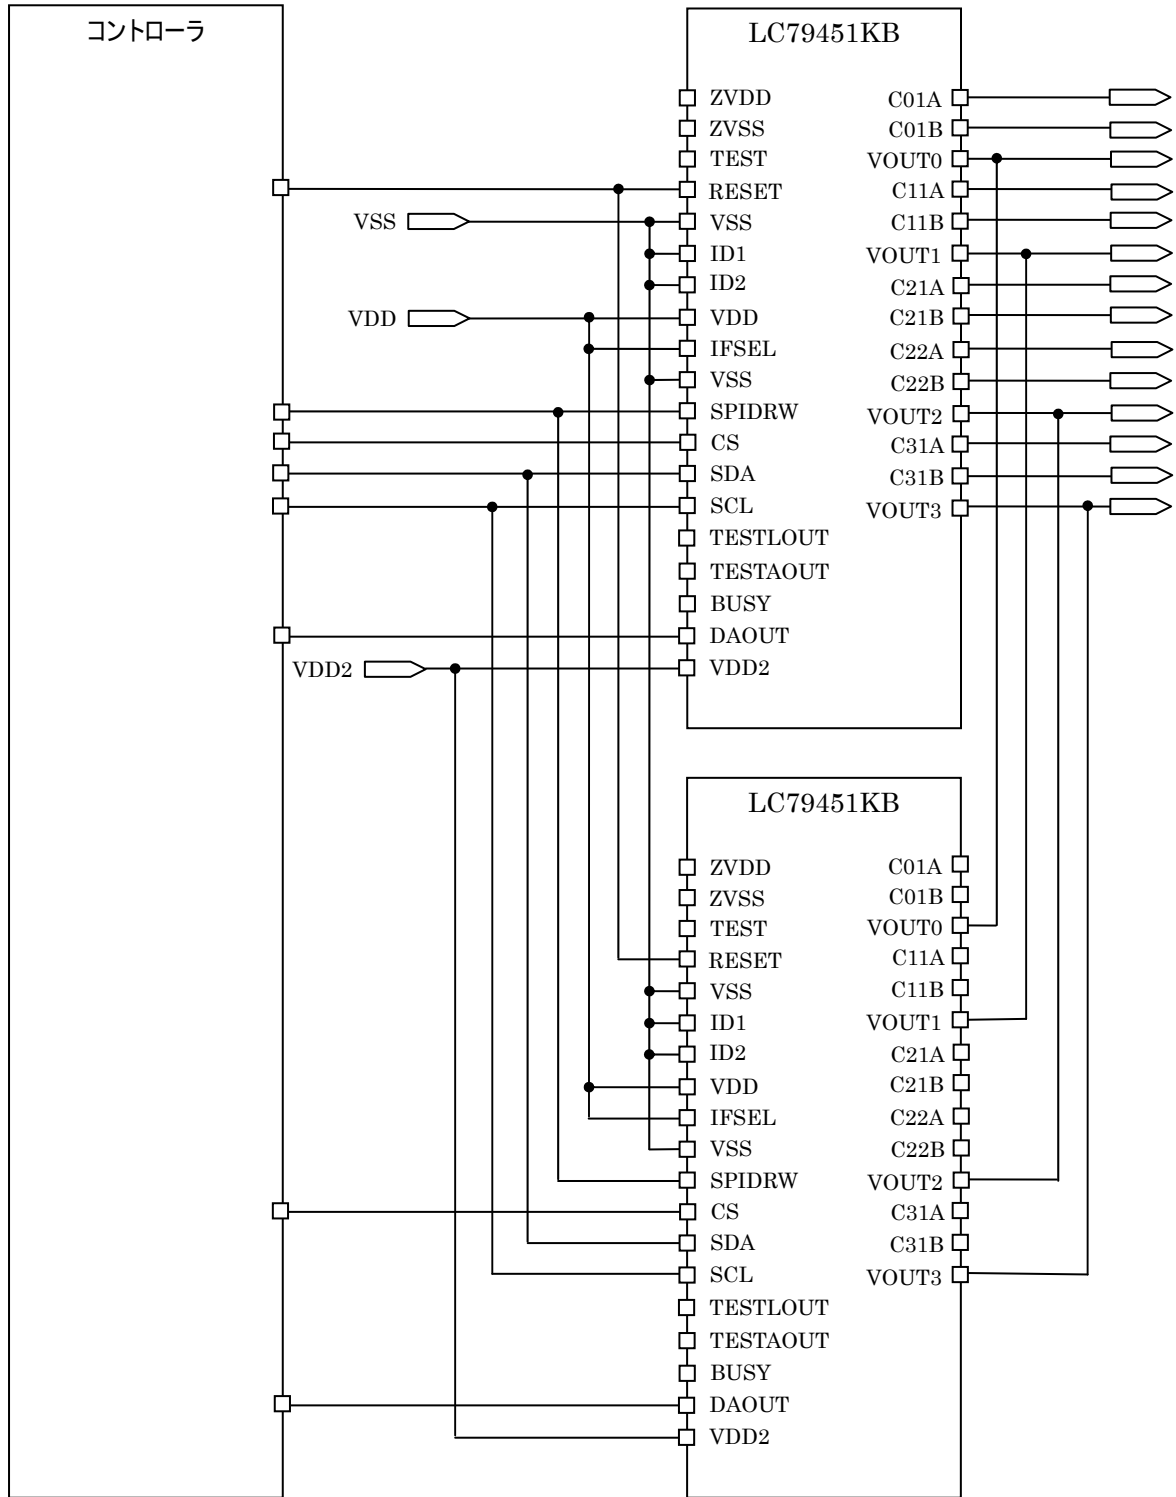 コントローラ
LC79451KB
ZVDD
ZVSS
TEST
RESET
VSS
ID1
ID2
VDD
IFSEL
VSS
SPIDRW
CS
SDA
SCL
TESTLOUT
TESTAOUT
BUSY
DAOUT
VDD2
C01A
C01B
VOUT0
C11A
C11B
VOUT1
C21A
C21B
C22A
C22B
VOUT2
C31A
C31B
VOUT3
VSS
VDD
VDD2
LC79451KB
ZVDD
ZVSS
TEST
RESET
VSS
ID1
ID2
VDD
IFSEL
VSS
SPIDRW
CS
SDA
SCL
TESTLOUT
TESTAOUT
BUSY
DAOUT
VDD2
C01A
C01B
VOUT0
C11A
C11B
VOUT1
C21A
C21B
C22A
C22B
VOUT2
C31A
C31B
VOUT3